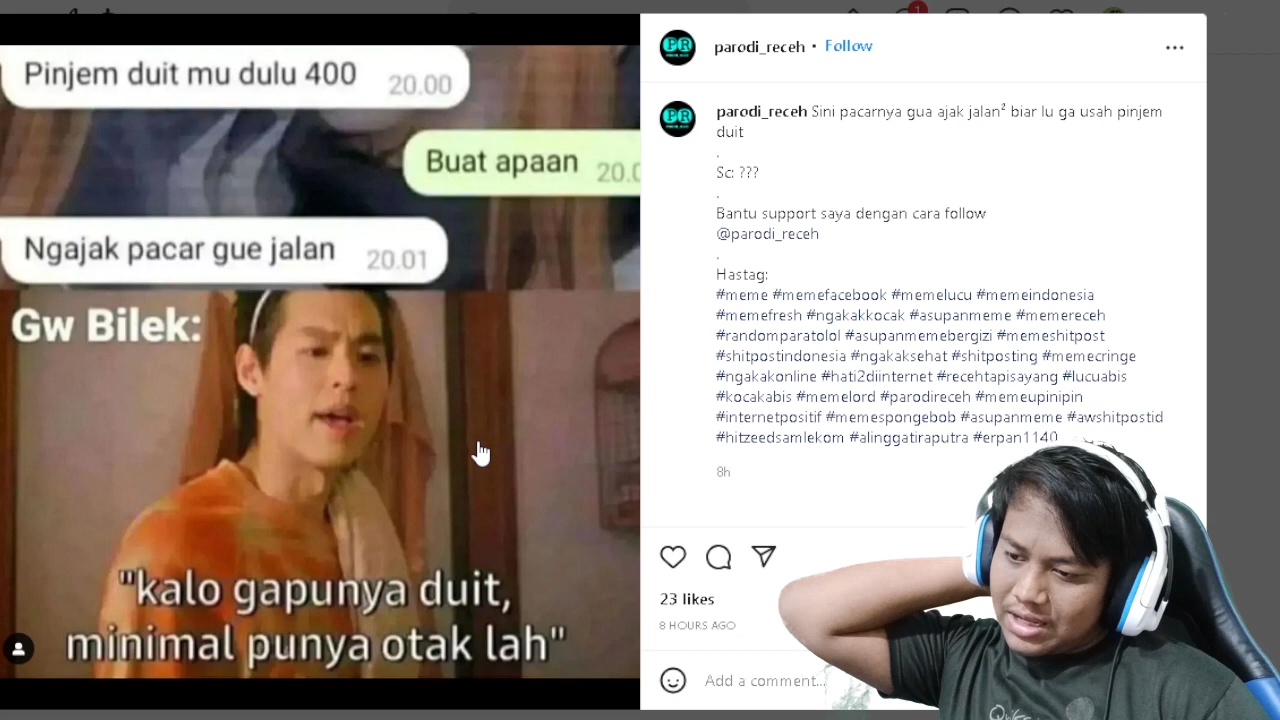 Pinjem duit mu dulu 400 20.00
Buat apaan
Ngajak pacar gue jalan 20.01
Gw Bilek:
"kalo gapunya duit,
minimal punya otak lah"
PR
parodi_receh • Follow
1
PR
parodi_receh Sini pacarnya gua ajak jalan² biar lu ga usah pinjem
duit
.
Sc: ???
.
Bantu support saya dengan cara follow
@parodi_receh
.
Hastag:
#meme #memefacebook #memelucu #memeindonesia
#memefresh #ngakakkocak #asupanmeme #memereceh
#randomparatolol #asupanmemebergizi #memeshitpost
#shitpostindonesia #ngakaksehat #shitposting #memecringe
#ngakakonline #hati2diinternet #recehtapisayang #lucuabis
#kocakabis #memelord #parodireceh #memeupinipin
#internetpositif #memespongebob #asupanmeme #awshitpostid
#hitzeedsamlekom #alinggatiraputra #erpan1140
8h
23 likes
8 HOURS AGO
Add a comment...